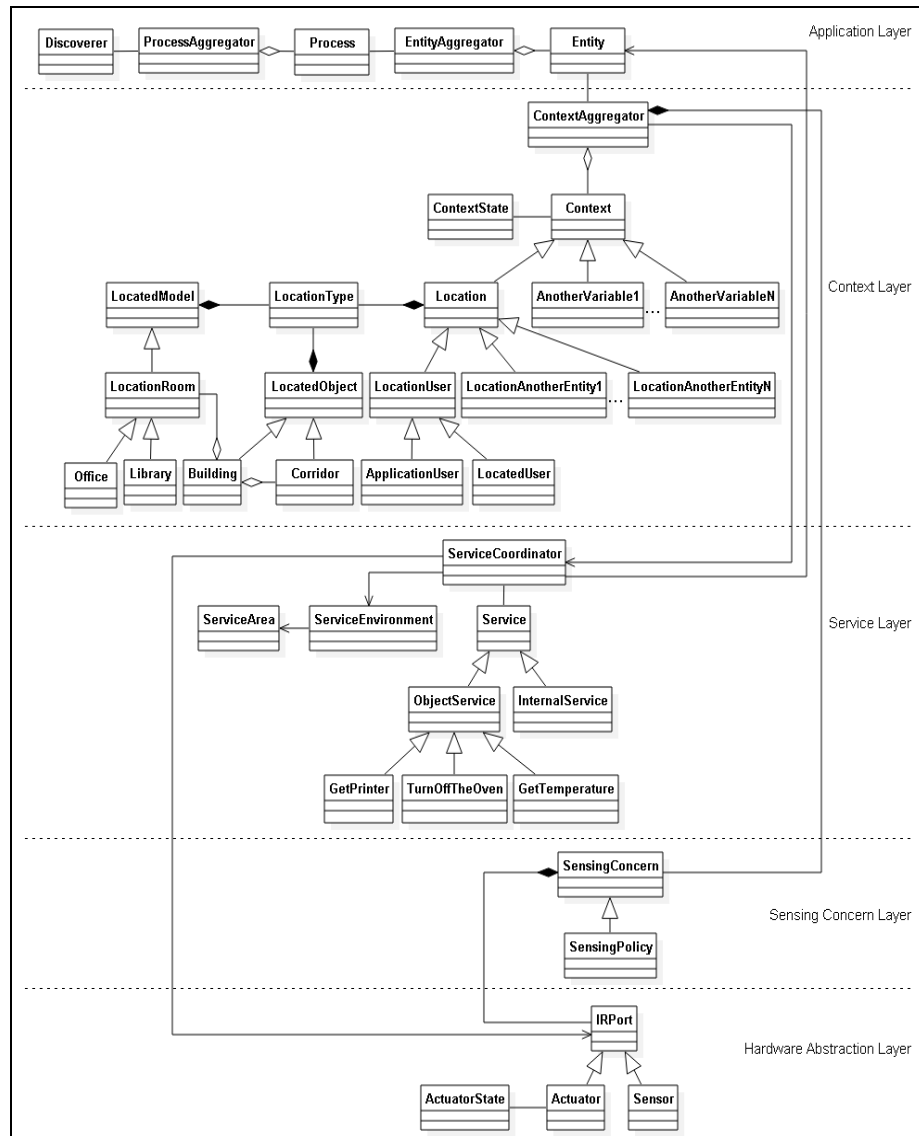 Application Layer
Discoverer
ProcessAggregator
Process
EntityAggregator
Entity
ContextAggregator
ContextState
Context
Context Layer
LocatedModel
LocationType
Location
AnotherVariable1
...
AnotherVariableN
LocationRoom
LocatedObject
LocationUser
LocationAnotherEntity1
...
LocationAnotherEntityN
Office
Library
Building
Corridor
ApplicationUser
LocatedUser
ServiceCoordinator
ServiceArea
ServiceEnvironment
Service
Service Layer
ObjectService
InternalService
GetPrinter
TurnOffTheOven
GetTemperature
SensingConcern
Sensing Concern Layer
SensingPolicy
IRPort
Hardware Abstraction Layer
ActuatorState
Actuator
Sensor